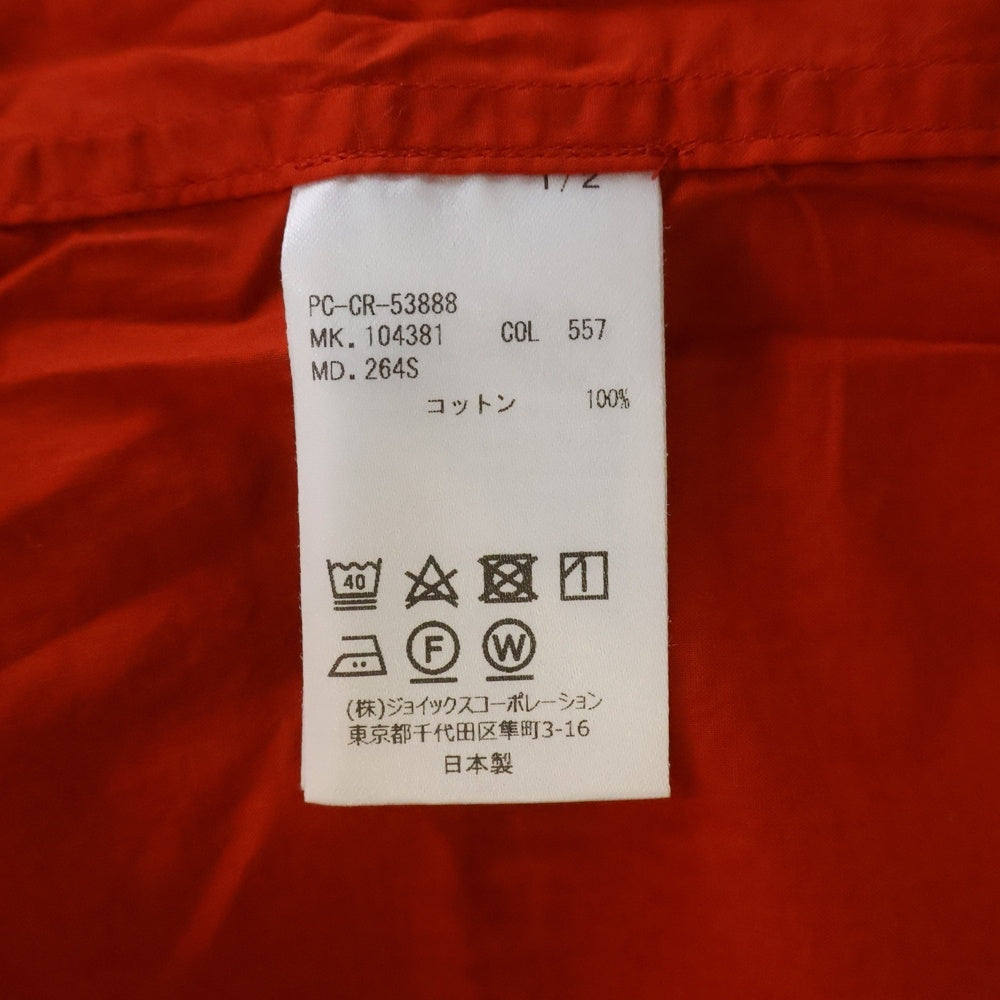 1/2
PC-CR-53888
MK. 104381 COL 557
MD. 264S
コットン 100%
40
F W
(株)ジョイックスコーポレーション
東京都千代田区隼町3-16
日本製